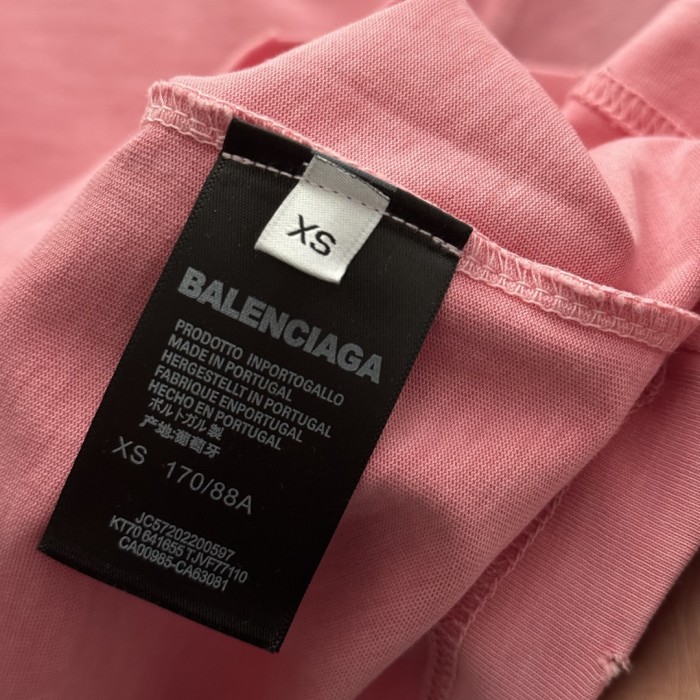 XS
BALENCIAGA
PRODOTTO INPORTOGALLO
MADE IN PORTUGAL
HERGESTELLT IN PORTUGAL
FABRIQUE ENPORTUGAL
HECHO EN PORTUGAL
ポルトガル製
产地:葡萄牙
XS 170/88A
JC57202200597
KT70 641655 TJVF77110
CA00985-CA63081